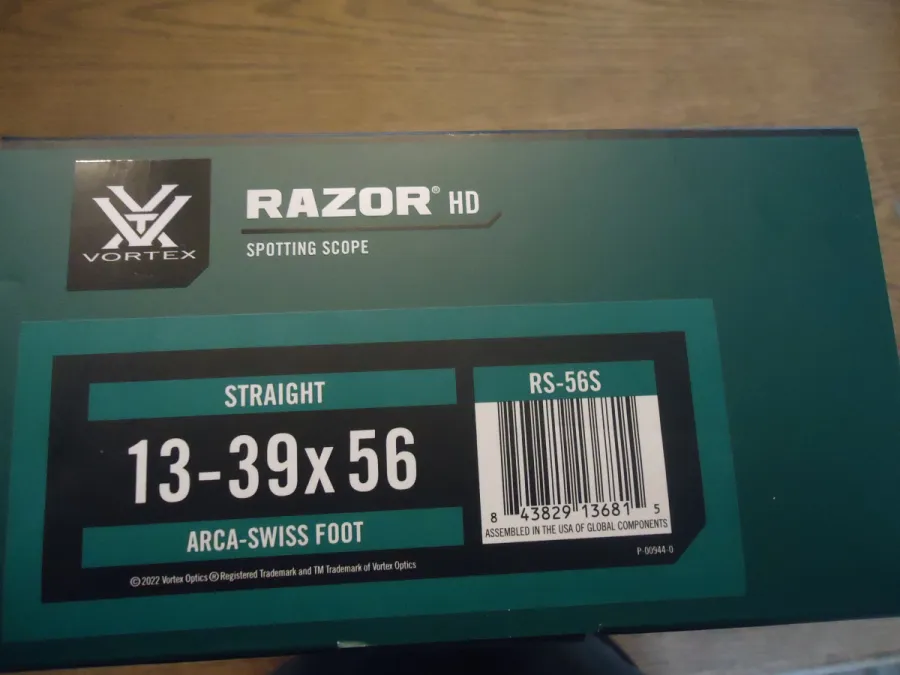 VORTEX
RAZOR® HD
SPOTTING SCOPE
STRAIGHT
13-39x56
ARCA-SWISS FOOT
RS-56S
8 43829 13681 5
ASSEMBLED IN THE USA OF GLOBAL COMPONENTS
P-00944-0
©2022 Vortex Optics ® Registered Trademark and TM Trademark of Vortex Optics